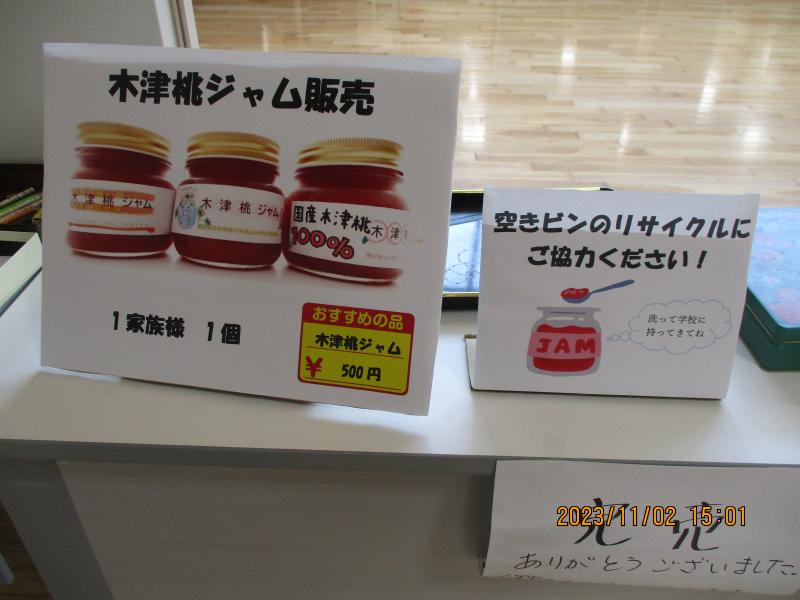 木津桃ジャム販売
木津桃ジャム
木津桃ジャム
国産木津桃
100%
木津
1家族様 1個
おすすめの品
木津桃ジャム
¥ 500円
空きビンのリサイクルに
ご協力ください！
JAM
洗って学校に
持ってきてね
完売
ありがとうございました。
2023/11/02 15:01